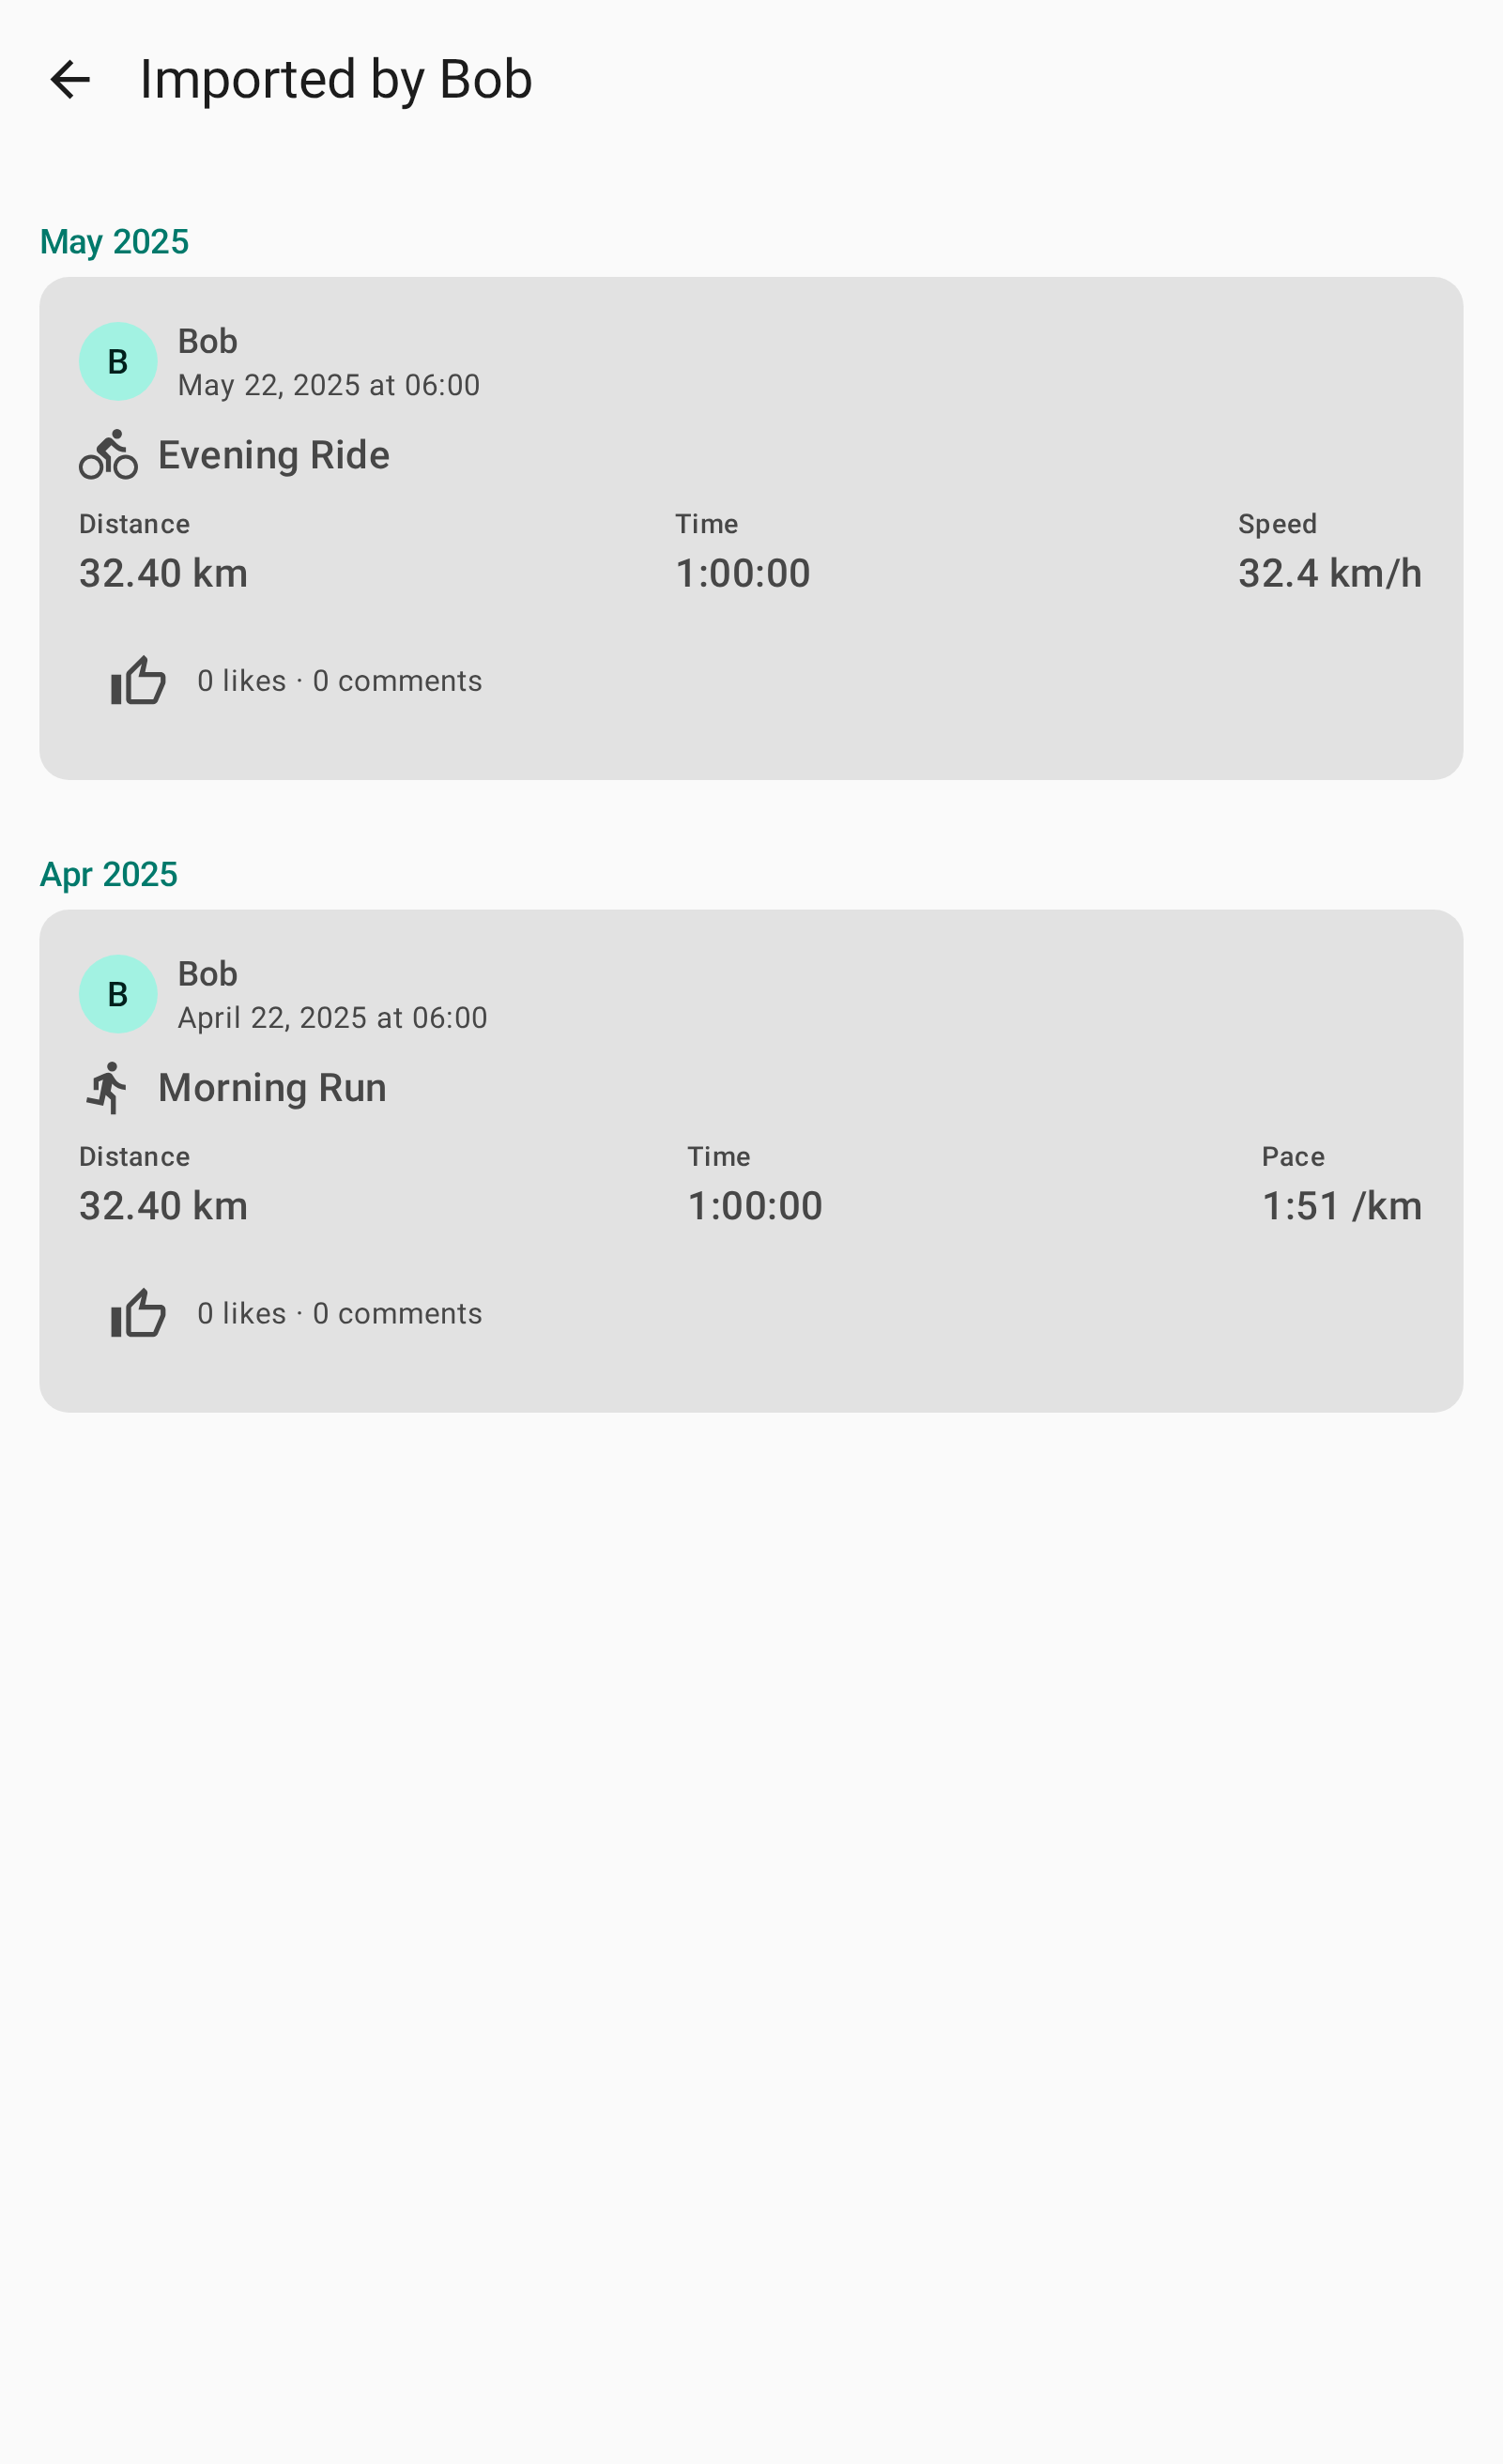 Imported by Bob
May 2025
B
Bob
May 22, 2025 at 06:00
Evening Ride
Distance Time Speed
32.40 km 1:00:00 32.4 km/h
0 likes · 0 comments
Apr 2025
B
Bob
April 22, 2025 at 06:00
Morning Run
Distance Time Pace
32.40 km 1:00:00 1:51 /km
0 likes · 0 comments